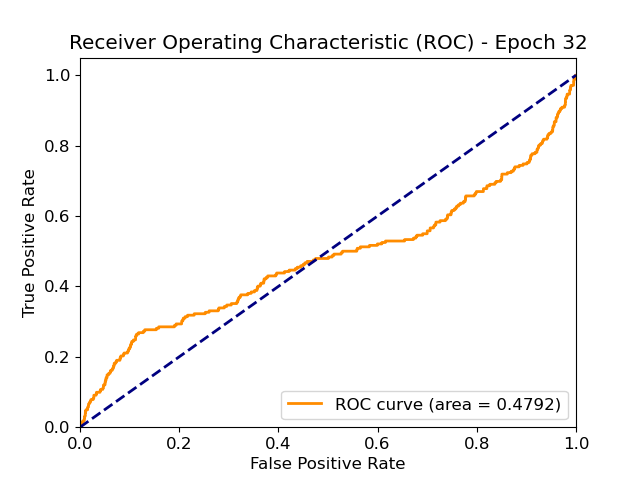 Receiver Operating Characteristic (ROC) - Epoch 32
True Positive Rate
1.0
0.8
0.6
0.4
0.2
0.0
0.0 0.2 0.4 0.6 0.8 1.0
False Positive Rate
ROC curve (area = 0.4792)